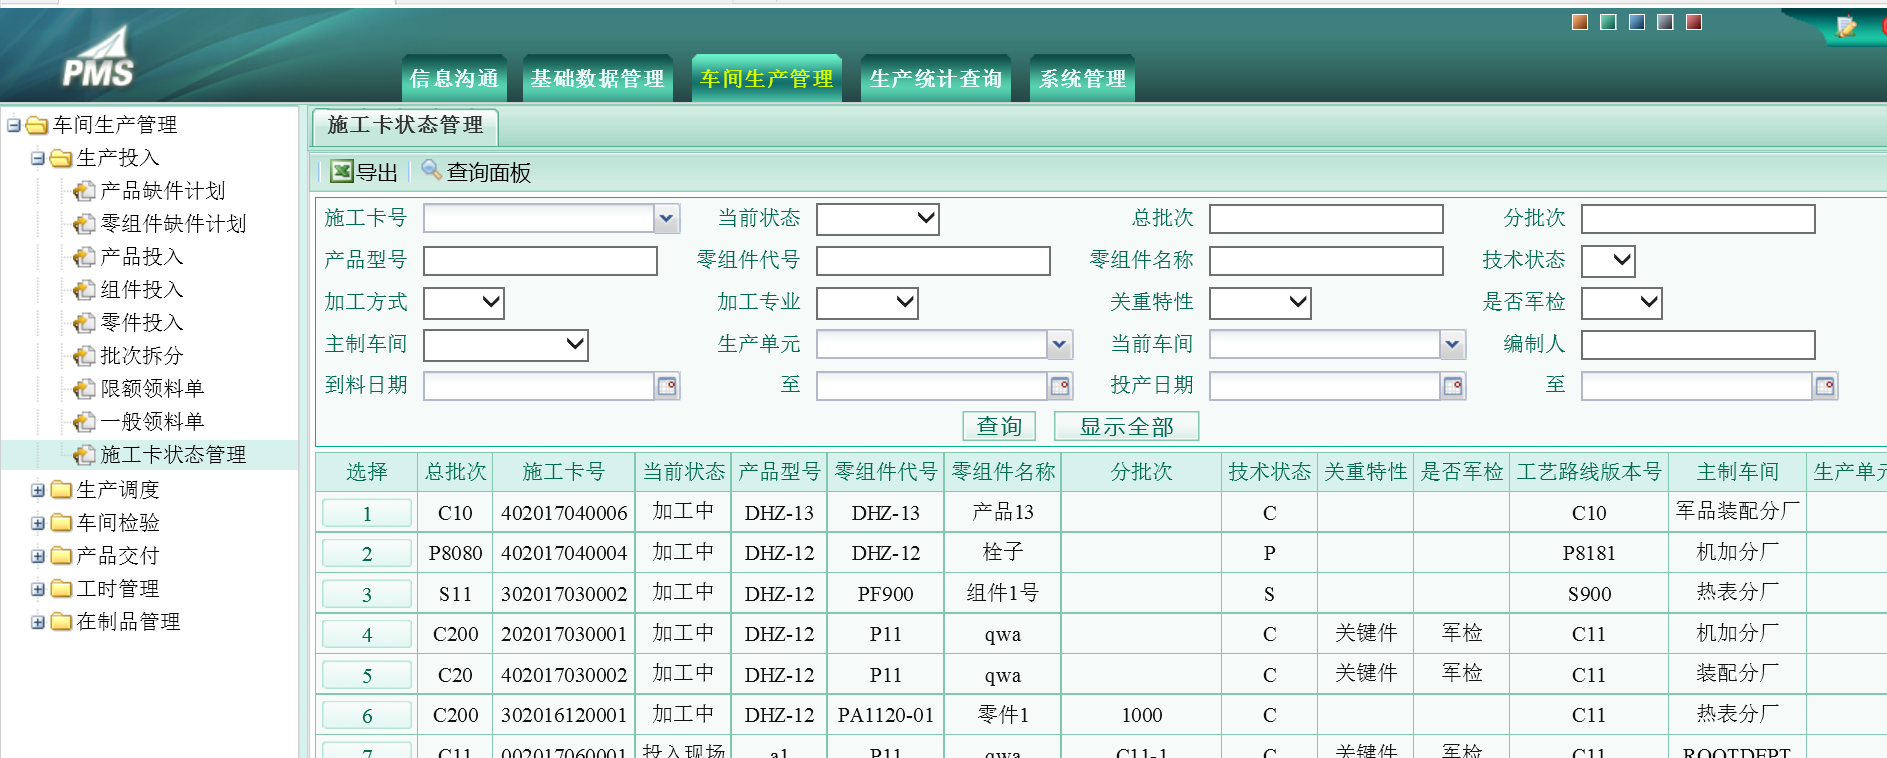 PMS
信息沟通 基础数据管理 车间生产管理 生产统计查询 系统管理
车间生产管理
生产投入
产品缺件计划
零组件缺件计划
产品投入
组件投入
零件投入
批次拆分
限额领料单
一般领料单
施工卡状态管理
生产调度
车间检验
产品交付
工时管理
在制品管理
施工卡状态管理
导出 查询面板
施工卡号 当前状态 总批次 分批次
产品型号 零组件代号 零组件名称 技术状态
加工方式 加工专业 关重特性 是否军检
主制车间 生产单元 当前车间 编制人
到料日期 至 投产日期 至
查询 显示全部
选择 总批次 施工卡号 当前状态 产品型号 零组件代号 零组件名称 分批次 技术状态 关重特性 是否军检 工艺路线版本号 主制车间 生产单元
1 C10 402017040006 加工中 DHZ-13 DHZ-13 产品13 C C10 军品装配分厂
2 P8080 402017040004 加工中 DHZ-12 DHZ-12 栓子 P P8181 机加分厂
3 S11 302017030002 加工中 DHZ-12 PF900 组件1号 S S900 热表分厂
4 C200 202017030001 加工中 DHZ-12 P11 qwa C 关键件 军检 C11 机加分厂
5 C20 402017030002 加工中 DHZ-12 P11 qwa C 关键件 军检 C11 装配分厂
6 C200 302016120001 加工中 DHZ-12 PA1120-01 零件1 1000 C C11 热表分厂
7 C11 002017060001 投入现场 a1 P11 qwa C11-1 C 关键件 军检 C11 ROOTDEPT